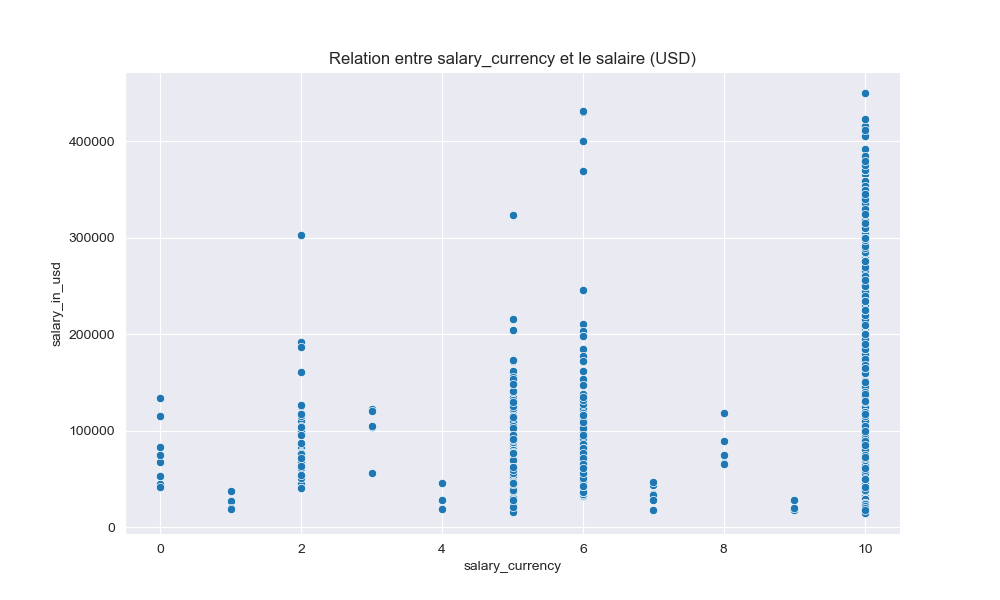 Relation entre salary_currency et le salaire (USD)
salary_in_usd
400000
300000
200000
100000
0
0 2 4 6 8 10
salary_currency